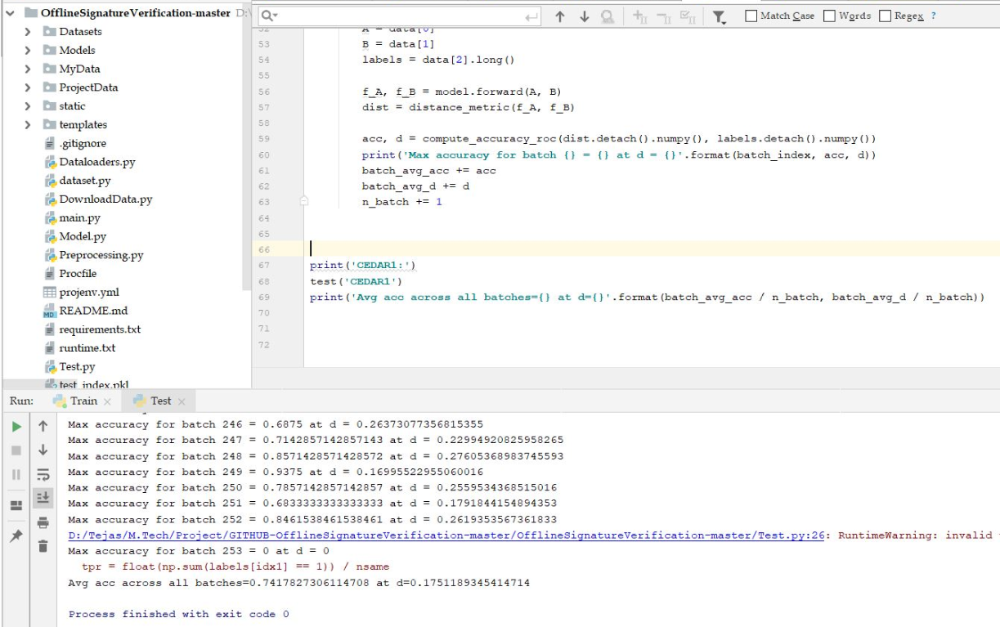 OfflineSignatureVerification-master D:\
Datasets
Models
MyData
ProjectData
static
templates
.gitignore
Dataloaders.py
dataset.py
DownloadData.py
main.py
Model.py
Preprocessing.py
Procfile
projenv.yml
README.md
requirements.txt
runtime.txt
Test.py
test_index.pkl
Match Case Words Regex ?
52 A = data[0]
53 B = data[1]
54 labels = data[2].long()
55
56 f_A, f_B = model.forward(A, B)
57 dist = distance_metric(f_A, f_B)
58
59 acc, d = compute_accuracy_roc(dist.detach().numpy(), labels.detach().numpy())
60 print('Max accuracy for batch {} = {} at d = {}'.format(batch_index, acc, d))
61 batch_avg_acc += acc
62 batch_avg_d += d
63 n_batch += 1
64
65
66
67 print('CEDAR1:')
68 test('CEDAR1')
69 print('Avg acc across all batches={} at d={}'.format(batch_avg_acc / n_batch, batch_avg_d / n_batch))
70
71
72
Run: Train × Test ×
Max accuracy for batch 246 = 0.6875 at d = 0.26373077356815355
Max accuracy for batch 247 = 0.7142857142857143 at d = 0.22994920825958265
Max accuracy for batch 248 = 0.8571428571428572 at d = 0.27605368983745593
Max accuracy for batch 249 = 0.9375 at d = 0.16995522955060016
Max accuracy for batch 250 = 0.7857142857142857 at d = 0.2559534368515016
Max accuracy for batch 251 = 0.6833333333333333 at d = 0.1791844154894353
Max accuracy for batch 252 = 0.8461538461538461 at d = 0.2619353567361833
D:/Tejas/M.Tech/Project/GITHUB-OfflineSignatureVerification-master/OfflineSignatureVerification-master/Test.py:26: RuntimeWarning: invalid
Max accuracy for batch 253 = 0 at d = 0
tpr = float(np.sum(labels[idx1] == 1)) / nsame
Avg acc across all batches=0.7417827306114708 at d=0.1751189345414714
Process finished with exit code 0